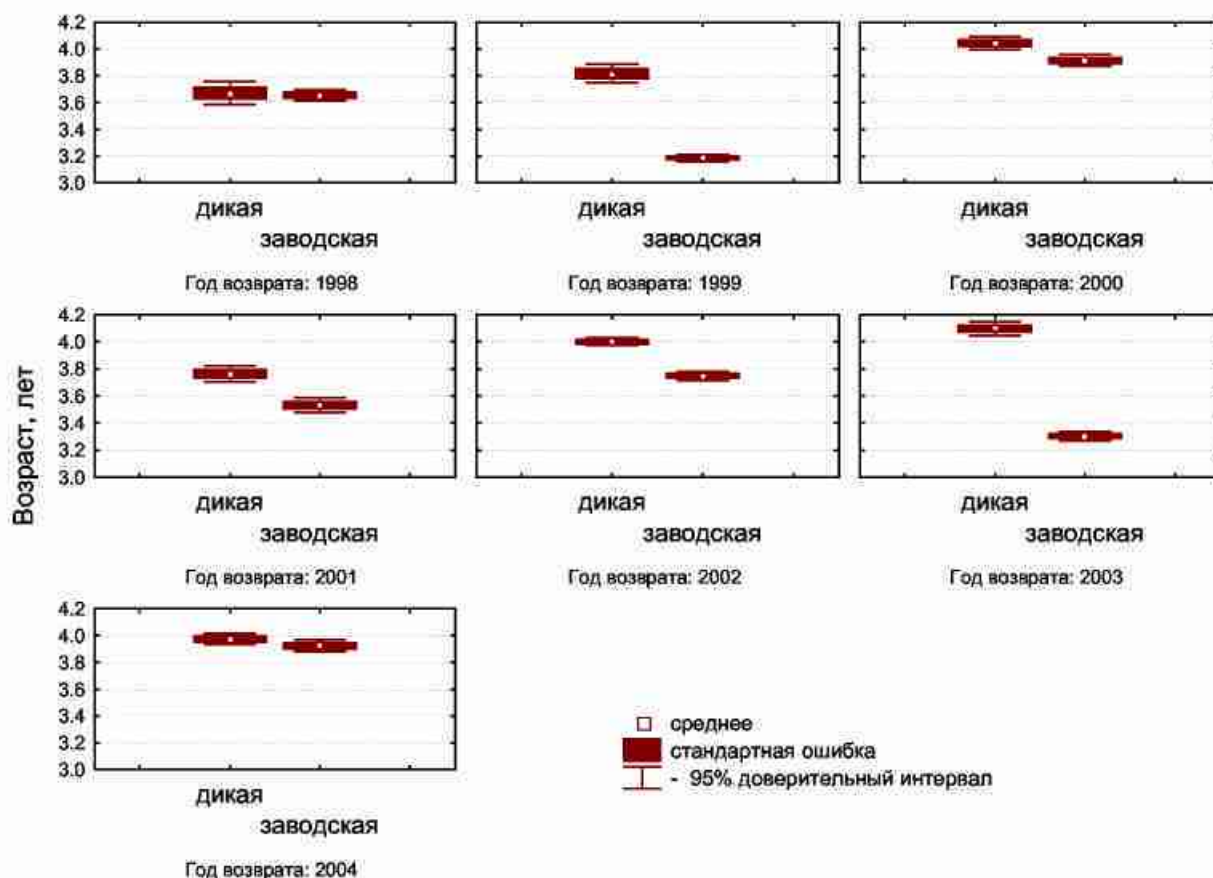 4.2
4.0
3.8
3.6
3.4
3.2
3.0
дикая дикая дикая
заводская заводская заводская
Год возврата: 1998 Год возврата: 1999 Год возврата: 2000
Возраст, лет
4.2
4.0
3.8
3.6
3.4
3.2
3.0
дикая дикая дикая
заводская заводская заводская
Год возврата: 2001 Год возврата: 2002 Год возврата: 2003
4.2
4.0
3.8
3.6
3.4
3.2
3.0
дикая
заводская
Год возврата: 2004
среднее
стандартная ошибка
- 95% доверительный интервал